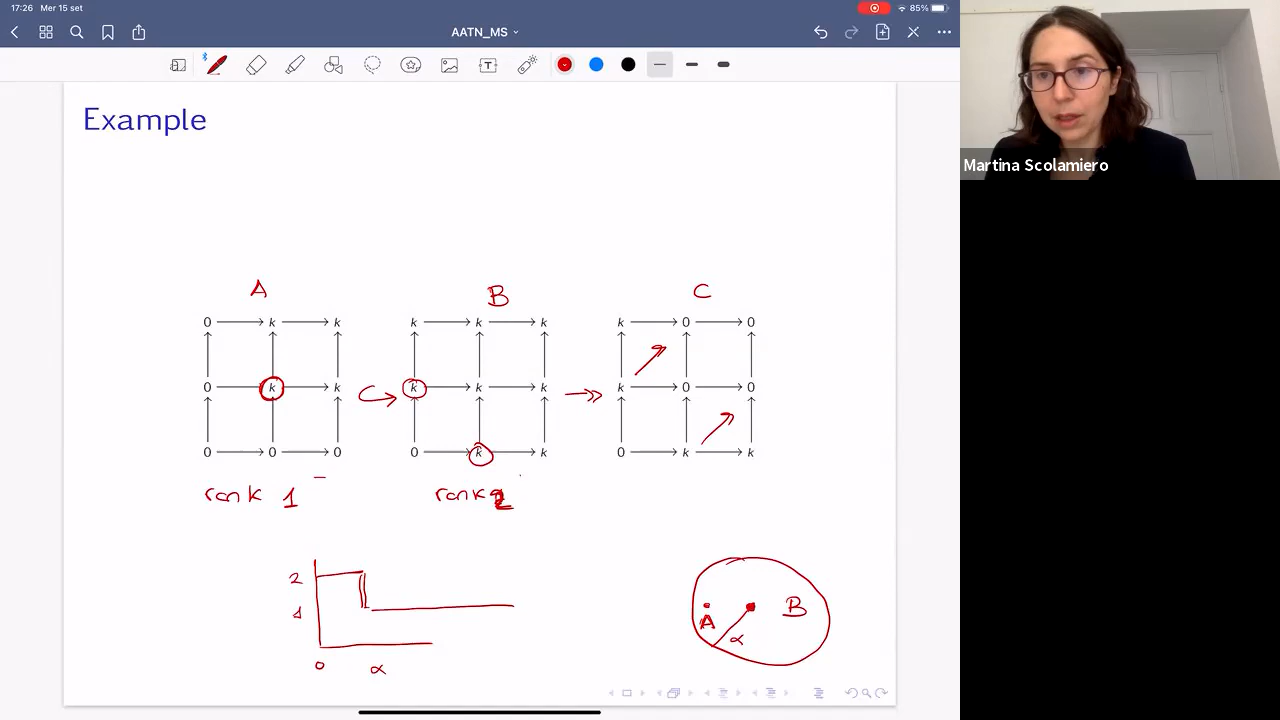 17:26 Mer 15 set
85%
AATN_MS
T
Martina Scolamiero
Example
A
B
C
0 k k
k k k
k 0 0
0 k k
k k k
k 0 0
0 0 0
0 k k
0 k k
rank 1
rank 2
2
1
0 α
A
B
α